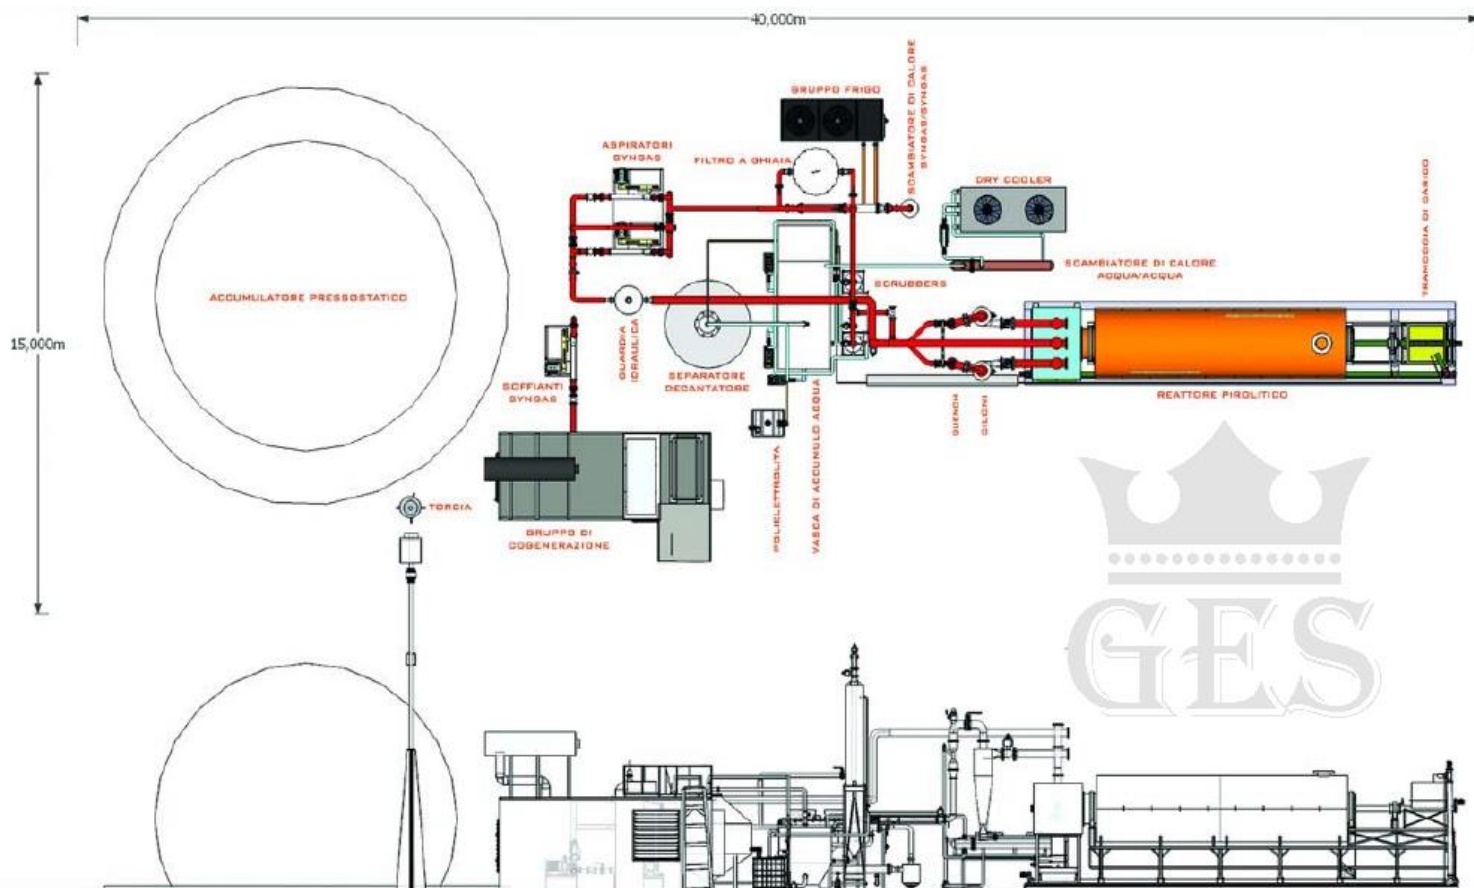 40,000m
15,000m
GRUPPO FRIGO
SCAMBIATORE DI CALORE
SYNGAS/SYNGAS
ASPIRATORI
SYNGAS
FILTRO A GHIAIA
DRY COOLER
TRAMOGGIA DI CARICO
SCAMBIATORE DI CALORE
ACQUA/ACQUA
SCRUBBERS
ACCUMULATORE PRESSOSTATICO
GUARDIA
IDRAULICA
SEPARATORE
DECANTATORE
SOFFIANTI
SYNGAS
REATTORE PIROLITICO
QUENCH
CICLONI
POLIELETTROLITA
VASCA DI ACCUMULO ACQUA
TORCIA
GRUPPO DI
COGENERAZIONE
GES